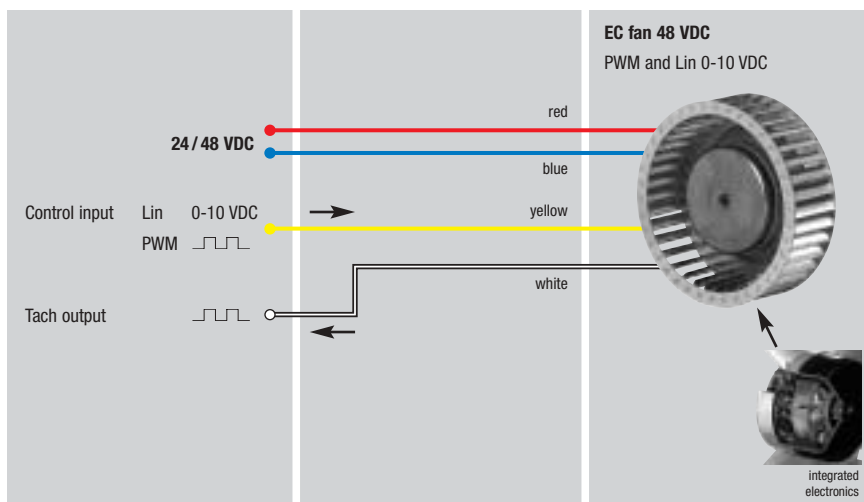 EC fan 48 VDC
PWM and Lin 0-10 VDC
red
24 / 48 VDC
blue
Control input Lin 0-10 VDC
yellow
PWM
white
Tach output
integrated
electronics